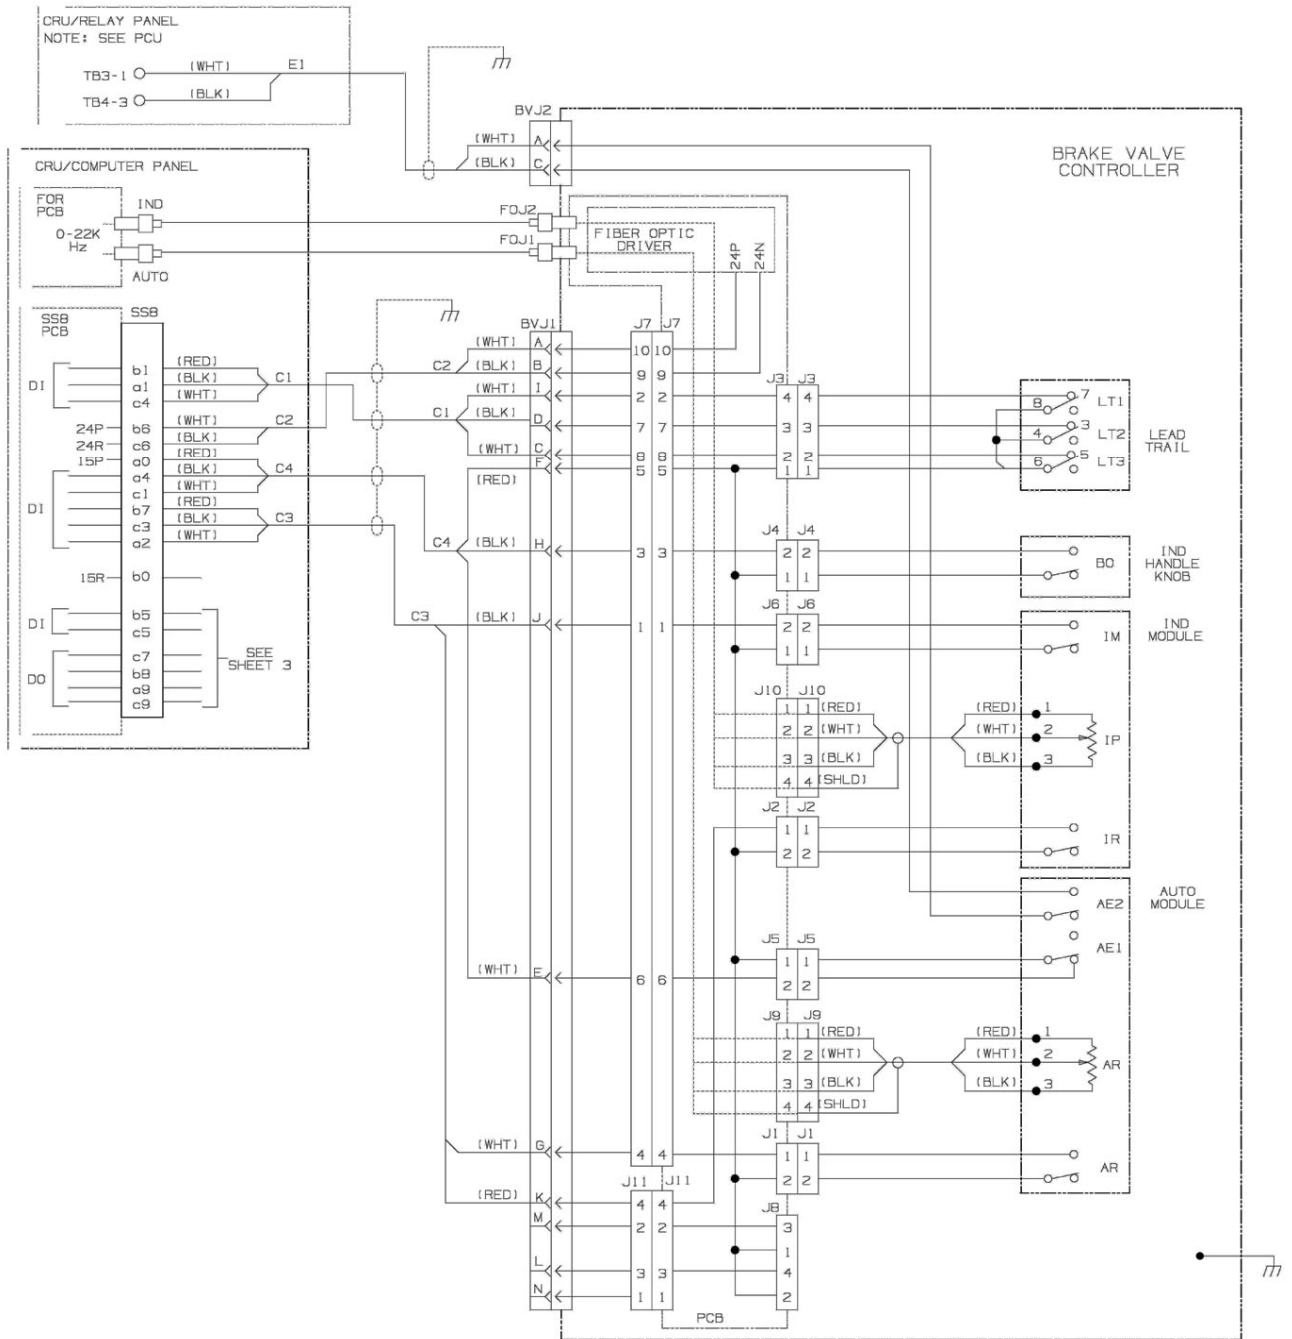 CRU/RELAY PANEL
NOTE: SEE PCU
TB3-1 (WHT) E1
TB4-3 (BLK)
BVJ2
(WHT) A
(BLK) C
BRAKE VALVE
CONTROLLER
CRU/COMPUTER PANEL
FOR
PCB
IND
0-22K
Hz
AUTO
FOJ2
FOJ1
FIBER OPTIC
DRIVER
24P
24N
SSB
PCB
SSB
DI
b1 (RED)
a1 (BLK) C1
c4 (WHT)
24P b6 (WHT) C2
24R c6 (BLK)
15P a0 (RED)
a4 (BLK) C4
c1 (WHT)
DI
b7 (RED)
c3 (BLK) C3
a2 (WHT)
15R b0
DI
b5
c5
DO
c7
b8
a9
c9
SEE
SHEET 3
BVJ1
J7 J7
C2 (WHT) A 10 10
(BLK) B 9 9
C1 (WHT) I 2 2
(BLK) D 7 7
(WHT) C 8 8
(RED) F 5 5
C4 (BLK) H 3 3
C3 (BLK) J 1 1
(WHT) E 6 6
(WHT) G 4 4
J11 J11
(RED) K 4 4
M 2 2
L 3 3
N 1 1
J3 J3
4 4
3 3
2 2
1 1
8 7 LT1
4 3 LT2
6 5 LT3
LEAD
TRAIL
J4 J4
2 2
1 1
BO
IND
HANDLE
KNOB
J6 J6
2 2
1 1
IM
IND
MODULE
J10 J10
1 1 (RED) (RED) 1
2 2 (WHT) (WHT) 2 IP
3 3 (BLK) (BLK) 3
4 4 (SHLD)
J2 J2
1 1
2 2
IR
AE2
AUTO
MODULE
AE1
J5 J5
1 1
2 2
J9 J9
1 1 (RED) (RED) 1
2 2 (WHT) (WHT) 2 AR
3 3 (BLK) (BLK) 3
4 4 (SHLD)
J1 J1
1 1
2 2
AR
J8
3
1
4
2
PCB